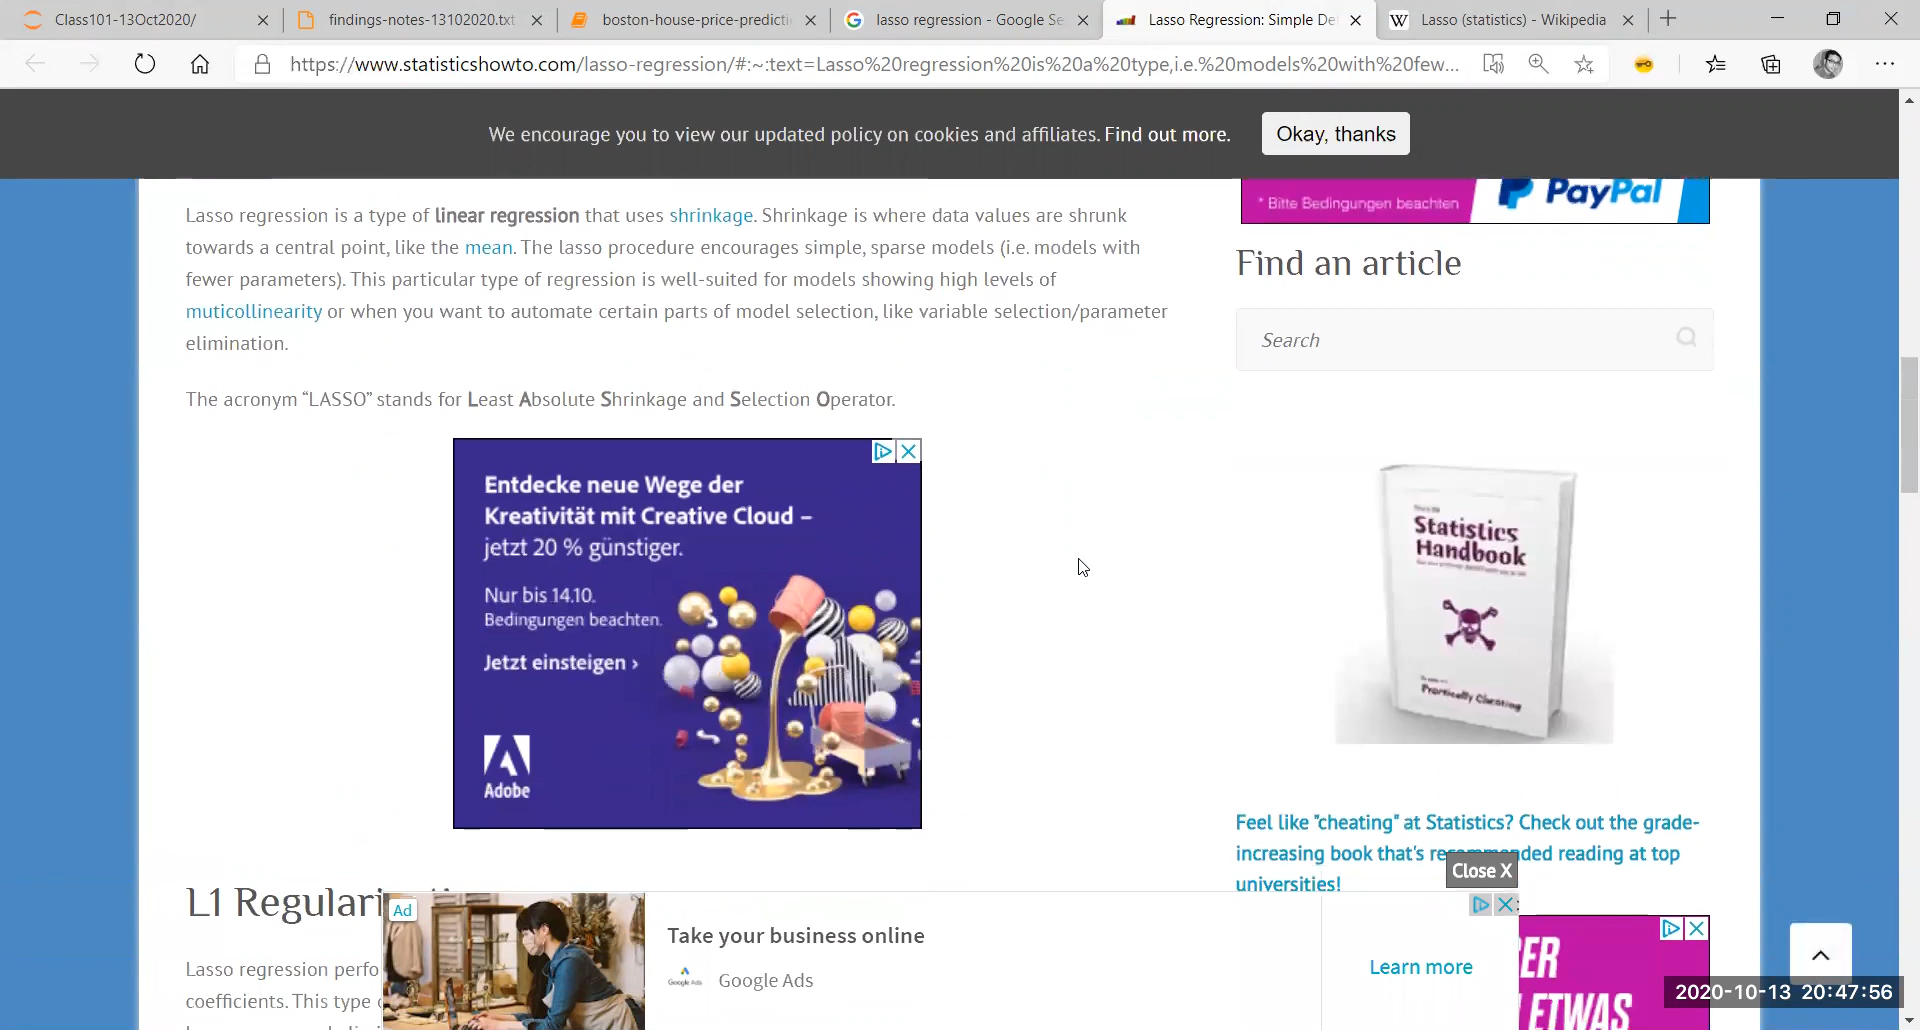 Class101-13Oct2020/
findings-notes-13102020.txt
boston-house-price-predicti
lasso regression - Google Se
Lasso Regression: Simple De
Lasso (statistics) - Wikipedia
https://www.statisticshowto.com/lasso-regression/#:~:text=Lasso%20regression%20is%20a%20type,i.e.%20models%20with%20few...
We encourage you to view our updated policy on cookies and affiliates. Find out more.
Okay, thanks
Lasso regression is a type of linear regression that uses shrinkage. Shrinkage is where data values are shrunk
towards a central point, like the mean. The lasso procedure encourages simple, sparse models (i.e. models with
fewer parameters). This particular type of regression is well-suited for models showing high levels of
muticollinearity or when you want to automate certain parts of model selection, like variable selection/parameter
elimination.
The acronym “LASSO” stands for Least Absolute Shrinkage and Selection Operator.
Entdecke neue Wege der
Kreativität mit Creative Cloud –
jetzt 20 % günstiger.
Nur bis 14.10.
Bedingungen beachten.
Jetzt einsteigen ›
Adobe
L1 Regulari
Lasso regression perfo
coefficients. This type
Ad
Take your business online
Google Ads
Google Ads
Learn more
Close X
* Bitte Bedingungen beachten
PayPal
Find an article
Search
Statistics
Handbook
Practically Cheating
Feel like "cheating" at Statistics? Check out the grade-
increasing book that's recommended reading at top
universities!
ER
ETWAS
2020-10-13 20:47:56